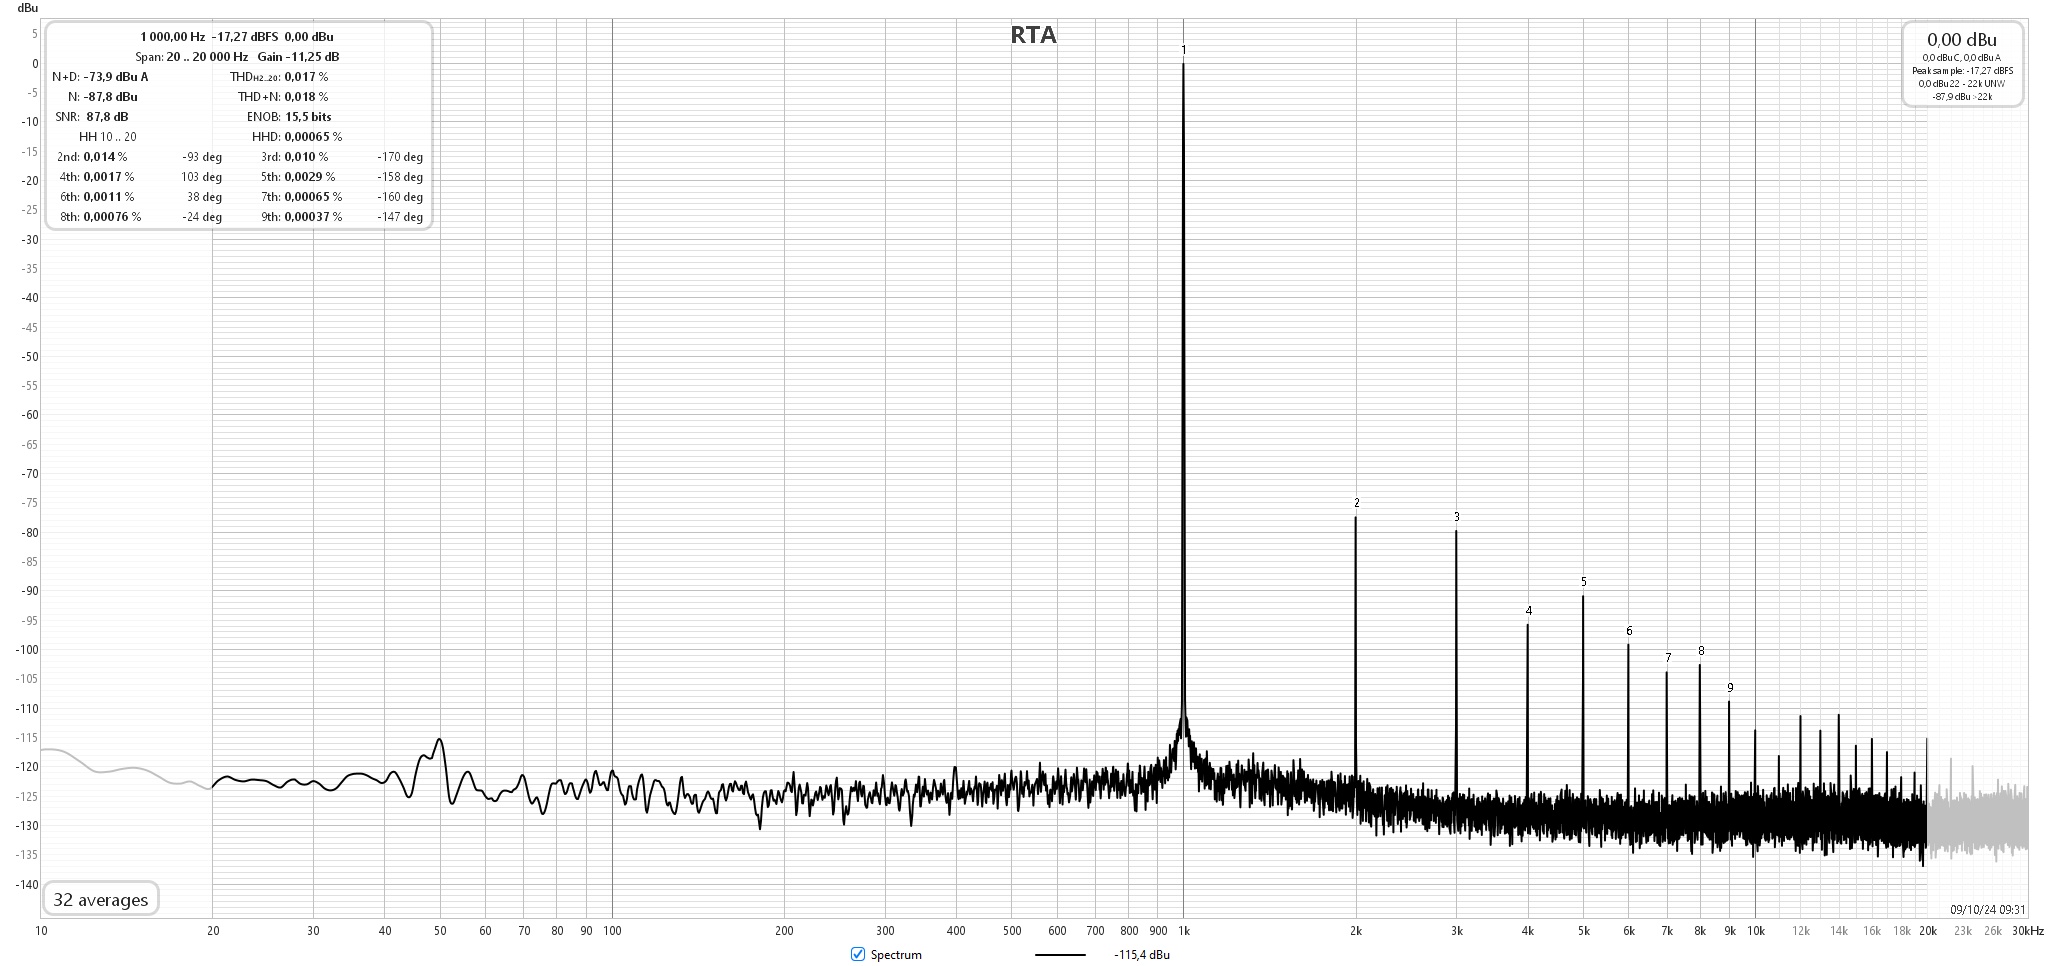 dBu
RTA
1 000,00 Hz -17,27 dBFS 0,00 dBu
Span: 20 .. 20 000 Hz Gain -11,25 dB
N+D: -73,9 dBu A THDH2..20: 0,017 %
N: -87,8 dBu THD+N: 0,018 %
SNR: 87,8 dB ENOB: 15,5 bits
HH 10 .. 20 HHD: 0,00065 %
2nd: 0,014 % -93 deg 3rd: 0,010 % -170 deg
4th: 0,0017 % 103 deg 5th: 0,0029 % -158 deg
6th: 0,0011 % 38 deg 7th: 0,00065 % -160 deg
8th: 0,00076 % -24 deg 9th: 0,00037 % -147 deg
0,00 dBu
0,0 dBu C, 0,0 dBu A
Peak sample: -17,27 dBFS
0,0 dBu 22 - 22k UNW
-87,9 dBu >22k
5
0
-5
-10
-15
-20
-25
-30
-35
-40
-45
-50
-55
-60
-65
-70
-75
-80
-85
-90
-95
-100
-105
-110
-115
-120
-125
-130
-135
-140
1
2
3
4
5
6
7
8
9
32 averages
09/10/24 09:31
10 20 30 40 50 60 70 80 90 100 200 300 400 500 600 700 800 900 1k 2k 3k 4k 5k 6k 7k 8k 9k 10k 12k 14k 16k 18k 20k 23k 26k 30kHz
Spectrum -115,4 dBu